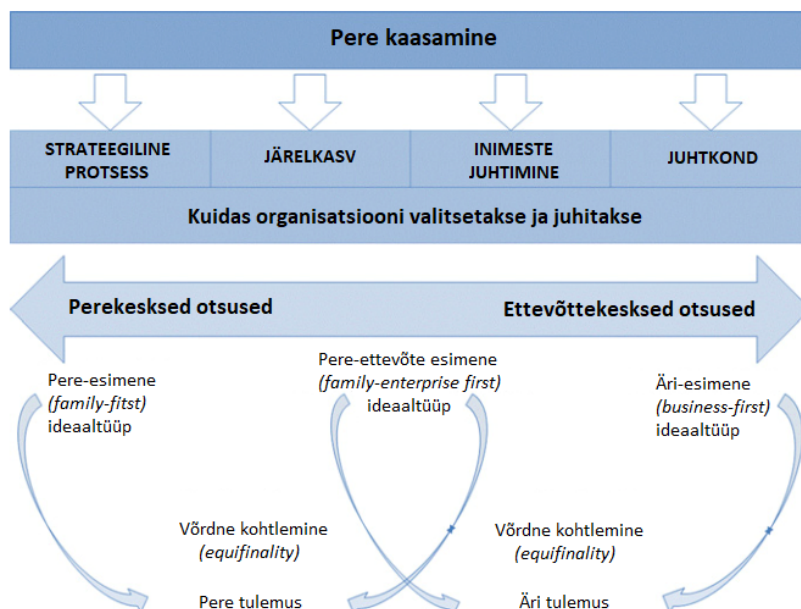 Pere kaasamine
STRATEEGILINE
PROTSESS
JÄRELKASV
INIMESTE
JUHTIMINE
JUHTKOND
Kuidas organisatsiooni valitsetakse ja juhitakse
Perekesksed otsused
Ettevõttekesksed otsused
Pere-esimene
(family-fitst)
ideaaltüüp
Pere-ettevõte esimene
(family-enterprise first)
ideaaltüüp
Äri-esimene
(business-first)
ideaaltüüp
Võrdne kohtlemine
(equifinality)
Võrdne kohtlemine
(equifinality)
Pere tulemus
Äri tulemus